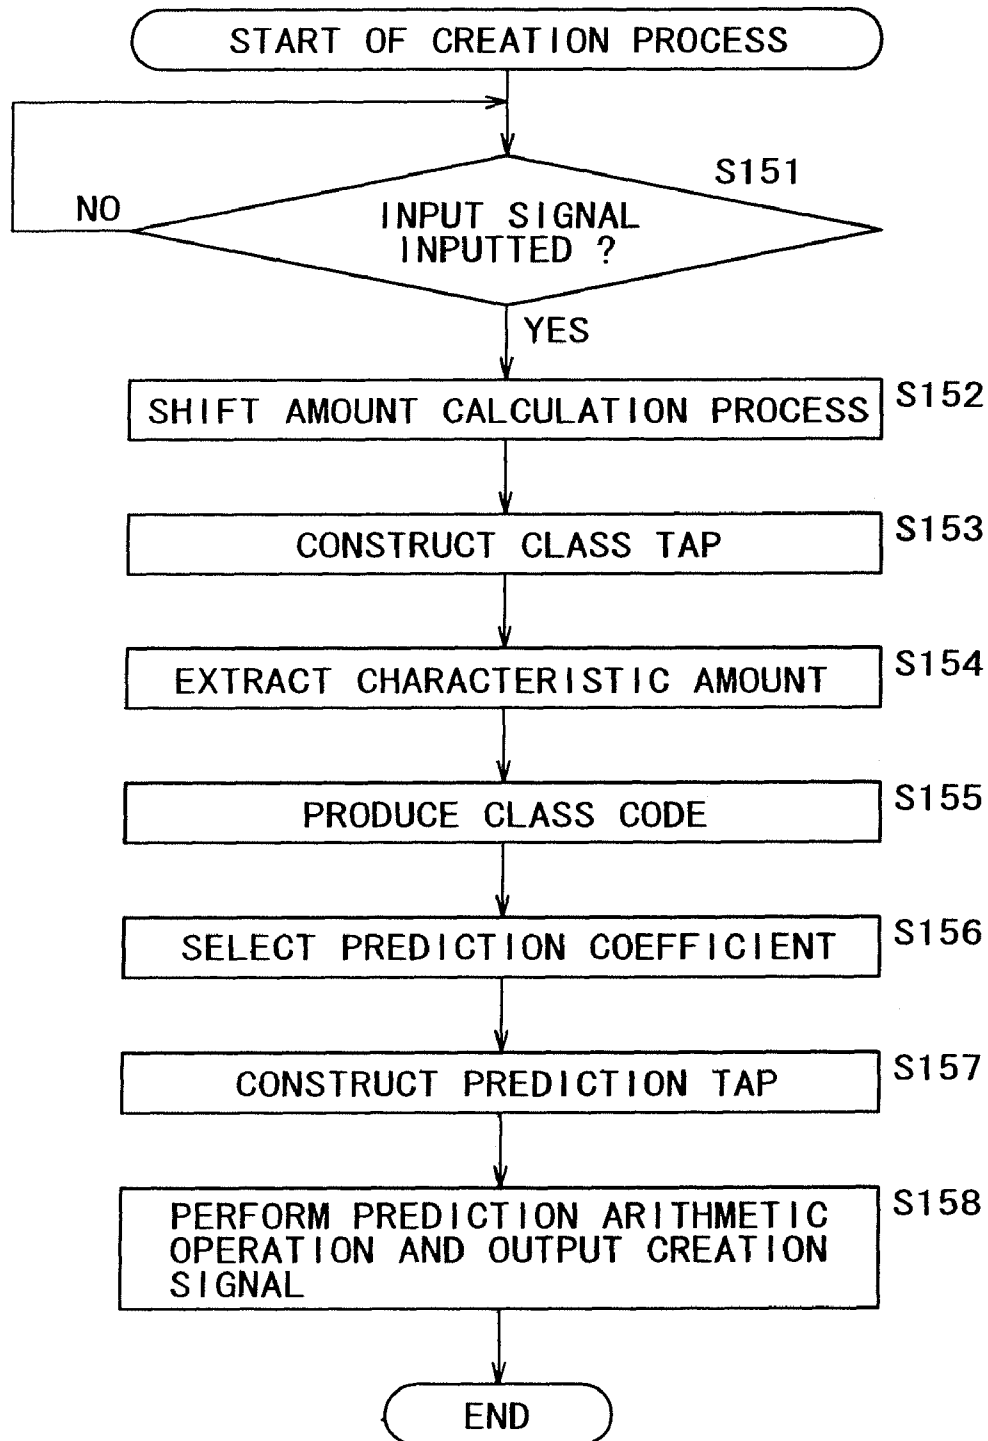 START OF CREATION PROCESS
S151
NO
INPUT SIGNAL
INPUTTED ?
YES
SHIFT AMOUNT CALCULATION PROCESS
S152
CONSTRUCT CLASS TAP
S153
EXTRACT CHARACTERISTIC AMOUNT
S154
PRODUCE CLASS CODE
S155
SELECT PREDICTION COEFFICIENT
S156
CONSTRUCT PREDICTION TAP
S157
PERFORM PREDICTION ARITHMETIC
OPERATION AND OUTPUT CREATION
SIGNAL
S158
END